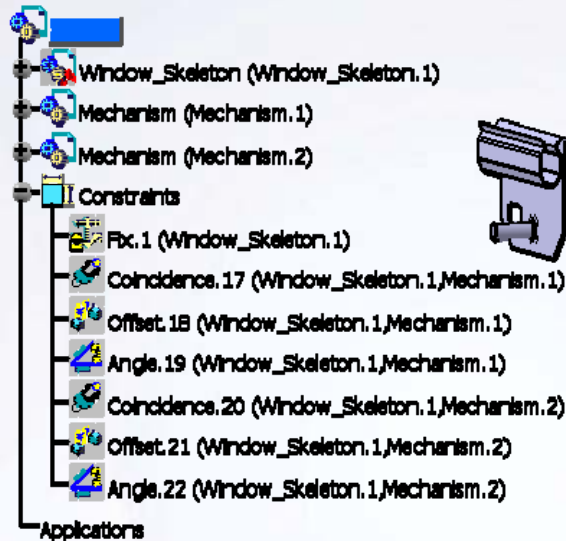 Window_Skeleton (Window_Skeleton.1)
Mechanism (Mechanism.1)
Mechanism (Mechanism.2)
Constraints
Fix.1 (Window_Skeleton.1)
Coincidence.17 (Window_Skeleton.1,Mechanism.1)
Offset.18 (Window_Skeleton.1,Mechanism.1)
Angle.19 (Window_Skeleton.1,Mechanism.1)
Coincidence.20 (Window_Skeleton.1,Mechanism.2)
Offset.21 (Window_Skeleton.1,Mechanism.2)
Angle.22 (Window_Skeleton.1,Mechanism.2)
Applications